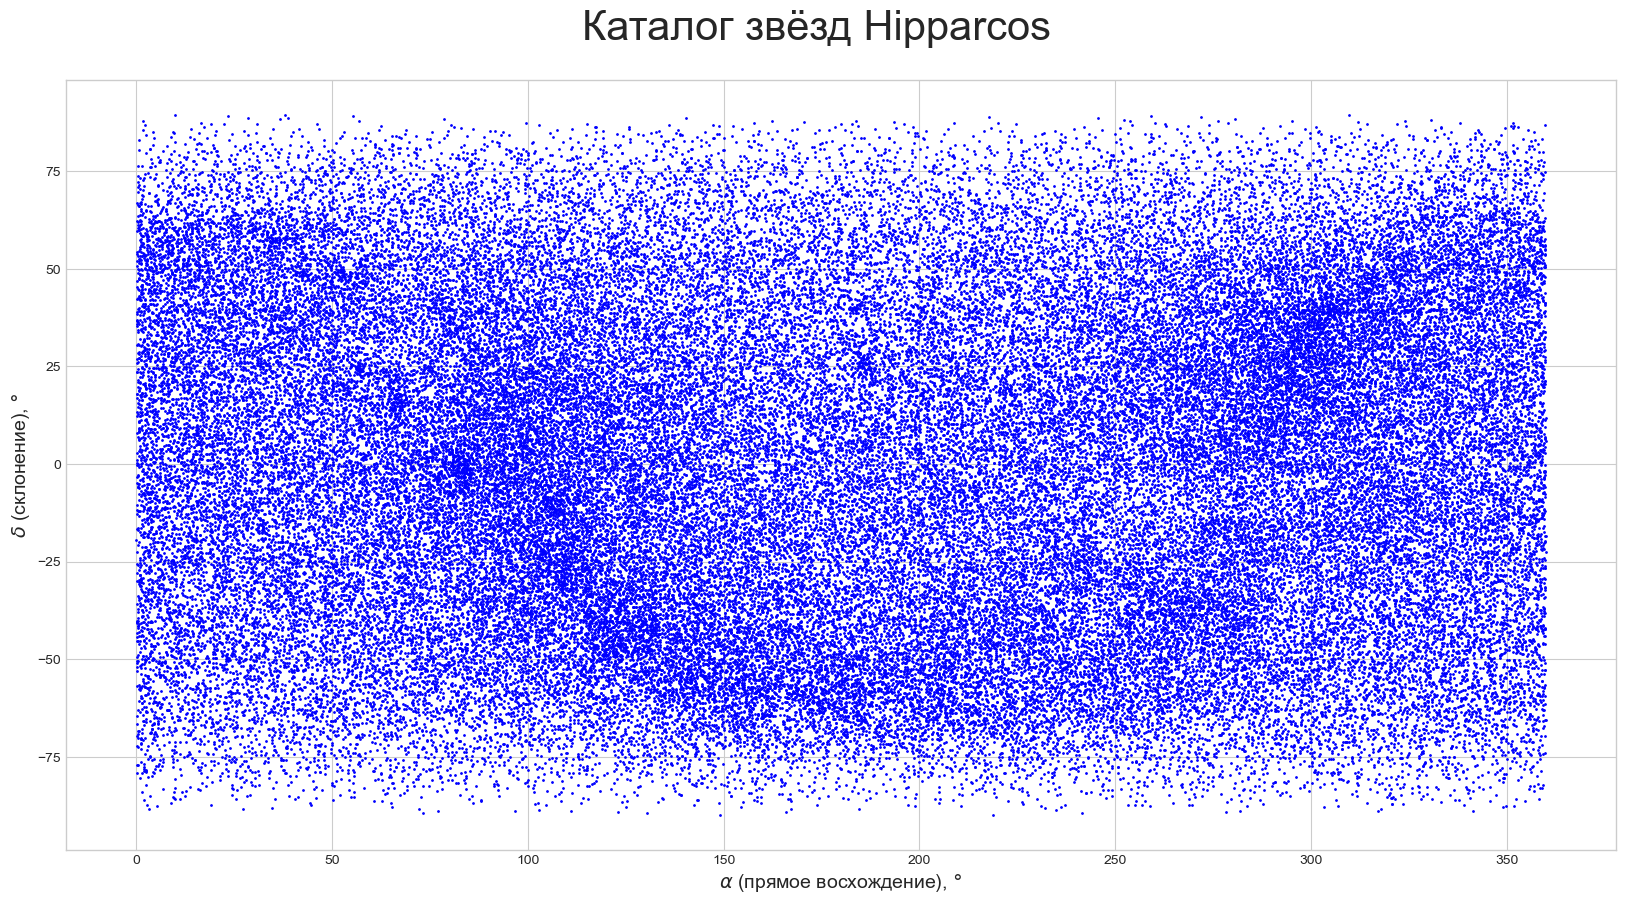 Каталог звёзд Hipparcos
75
50
25
0
−25
−50
−75
δ (склонение), °
0 50 100 150 200 250 300 350
α (прямое восхождение), °